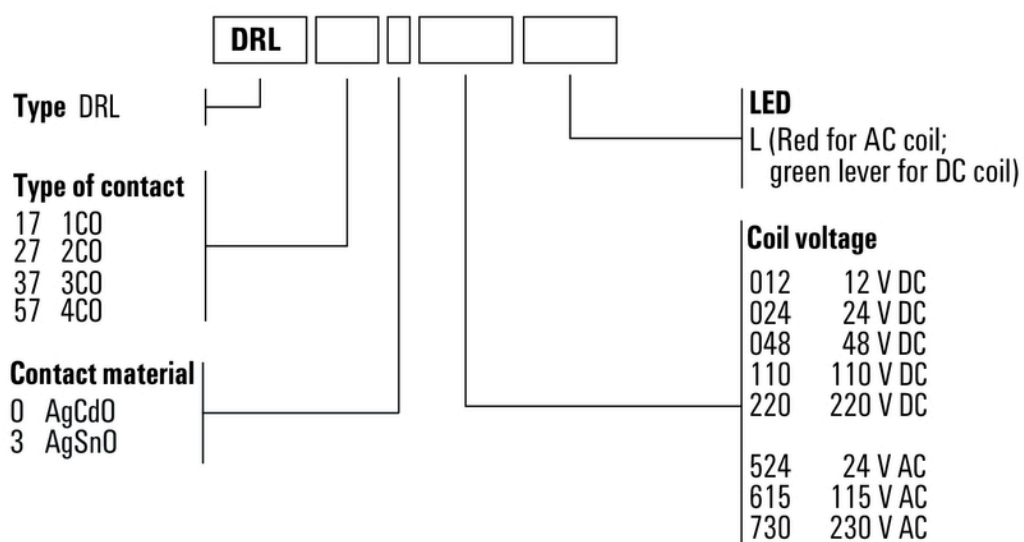 DRL
Type DRL
Type of contact
17 1CO
27 2CO
37 3CO
57 4CO
Contact material
0 AgCdO
3 AgSnO
LED
L (Red for AC coil;
green lever for DC coil)
Coil voltage
012 12 V DC
024 24 V DC
048 48 V DC
110 110 V DC
220 220 V DC
524 24 V AC
615 115 V AC
730 230 V AC